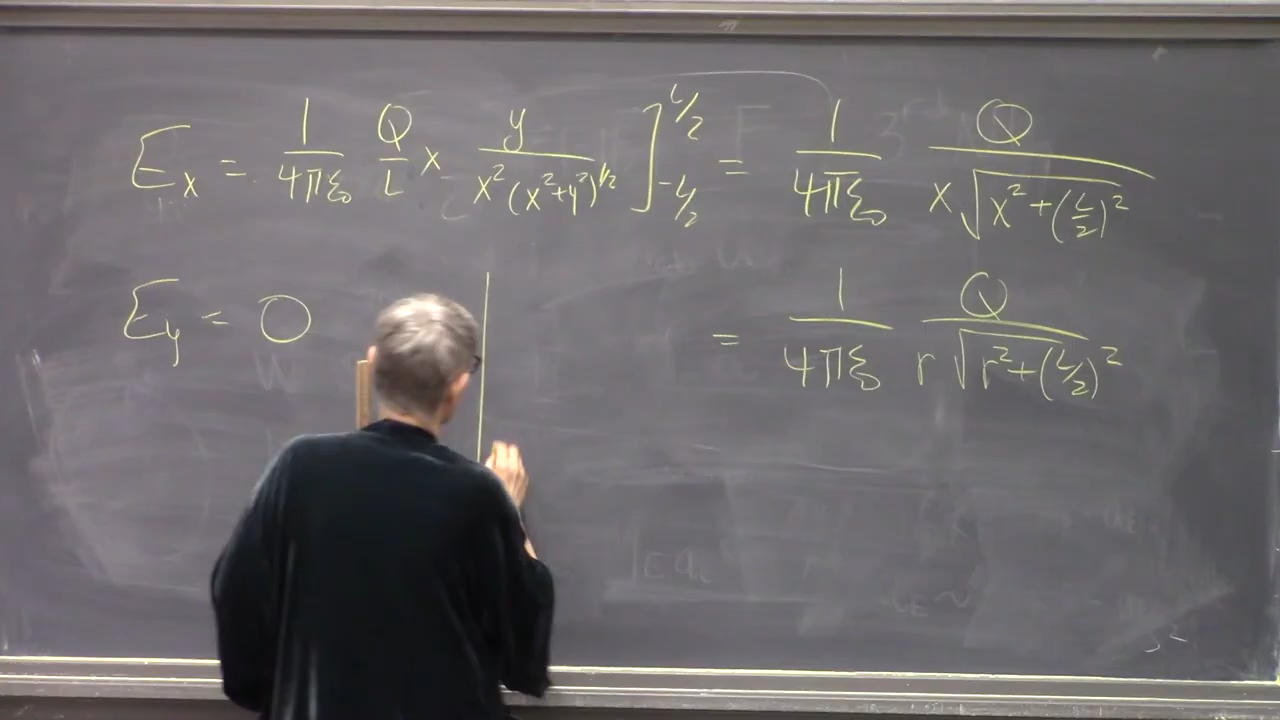 Ex = 1/4πε₀ Q/L x y/x²(x²+y²)^1/2 ]_-L/2^L/2 = 1/4πε₀ Q/x√x²+(L/2)²
Ey = 0 = 1/4πε₀ Q/r√r²+(L/2)²